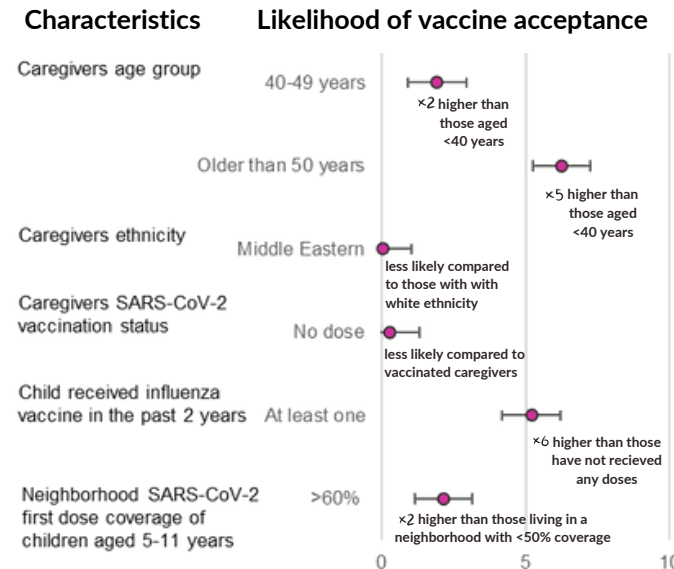 Characteristics
Likelihood of vaccine acceptance
Caregivers age group
40-49 years
×2 higher than
those aged
<40 years
Older than 50 years
×5 higher than
those aged
<40 years
Caregivers ethnicity
Middle Eastern
less likely compared
to those with with
white ethnicity
Caregivers SARS-CoV-2
vaccination status
No dose
less likely compared to
vaccinated caregivers
Child received influenza
vaccine in the past 2 years
At least one
×6 higher than those
have not recieved
any doses
Neighborhood SARS-CoV-2
first dose coverage of
children aged 5-11 years
>60%
×2 higher than those living in a
neighborhood with <50% coverage
0
5
10